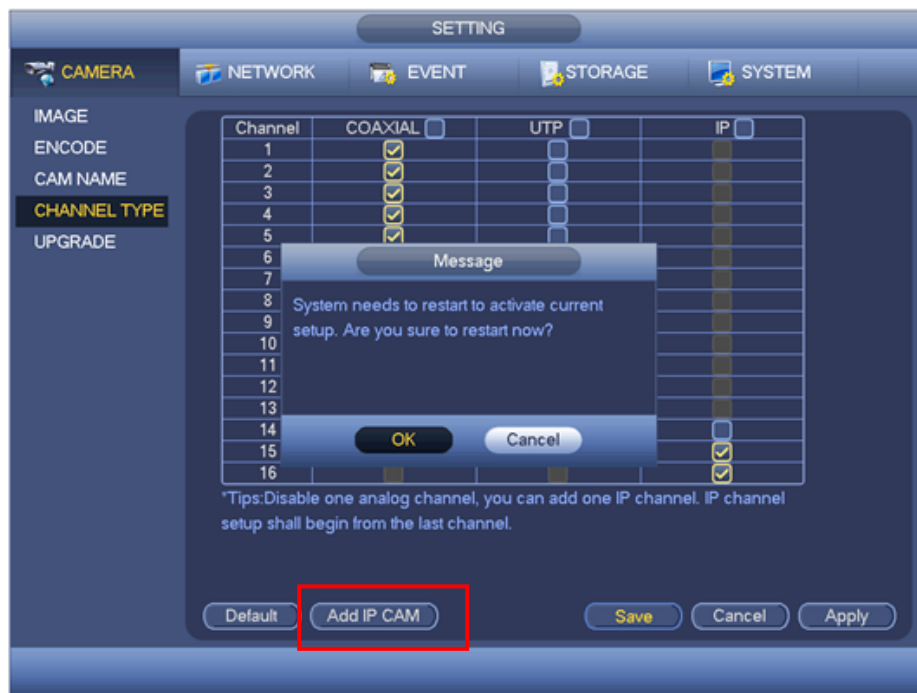 SETTING
CAMERA NETWORK EVENT STORAGE SYSTEM
IMAGE
ENCODE
CAM NAME
CHANNEL TYPE
UPGRADE
Channel COAXIAL UTP IP
1
2
3
4
5
6
7
8
9
10
11
12
13
14
15
16
Message
System needs to restart to activate current
setup. Are you sure to restart now?
OK Cancel
*Tips:Disable one analog channel, you can add one IP channel. IP channel
setup shall begin from the last channel.
Default Add IP CAM Save Cancel Apply